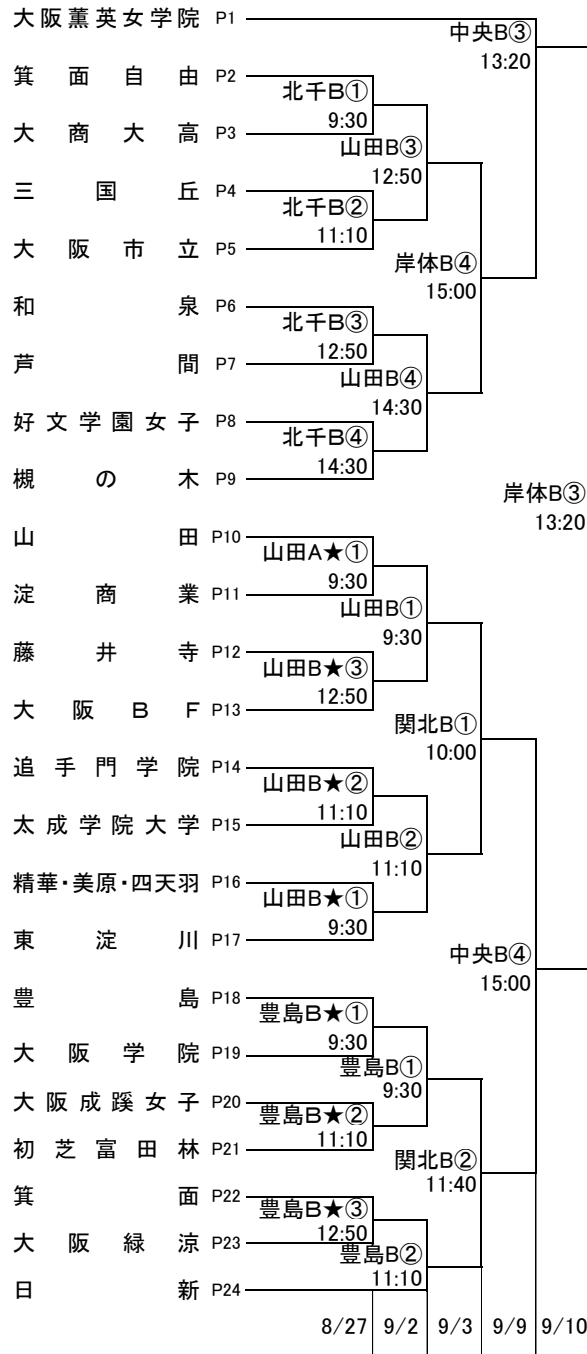 大阪薫英女学院 P1
中央B③
13:20
箕面自由 P2
北千B①
9:30
大商大高 P3
山田B③
12:50
三国丘 P4
北千B②
11:10
大阪市立 P5
岸体B④
15:00
和泉 P6
北千B③
12:50
芦間 P7
山田B④
14:30
好文学園女子 P8
北千B④
14:30
槻の木 P9
岸体B③
13:20
山田 P10
山田A★①
9:30
淀商業 P11
山田B①
9:30
藤井寺 P12
山田B★③
12:50
大阪BF P13
関北B①
10:00
追手門学院 P14
山田B★②
11:10
太成学院大学 P15
山田B②
11:10
精華・美原・四天羽 P16
山田B★①
9:30
東淀川 P17
中央B④
15:00
豊島 P18
豊島B★①
9:30
大阪学院 P19
豊島B①
9:30
大阪成蹊女子 P20
豊島B★②
11:10
初芝富田林 P21
関北B②
11:40
箕面 P22
豊島B★③
12:50
大阪緑涼 P23
豊島B②
11:10
日新 P24
8/27 9/2 9/3 9/9 9/10